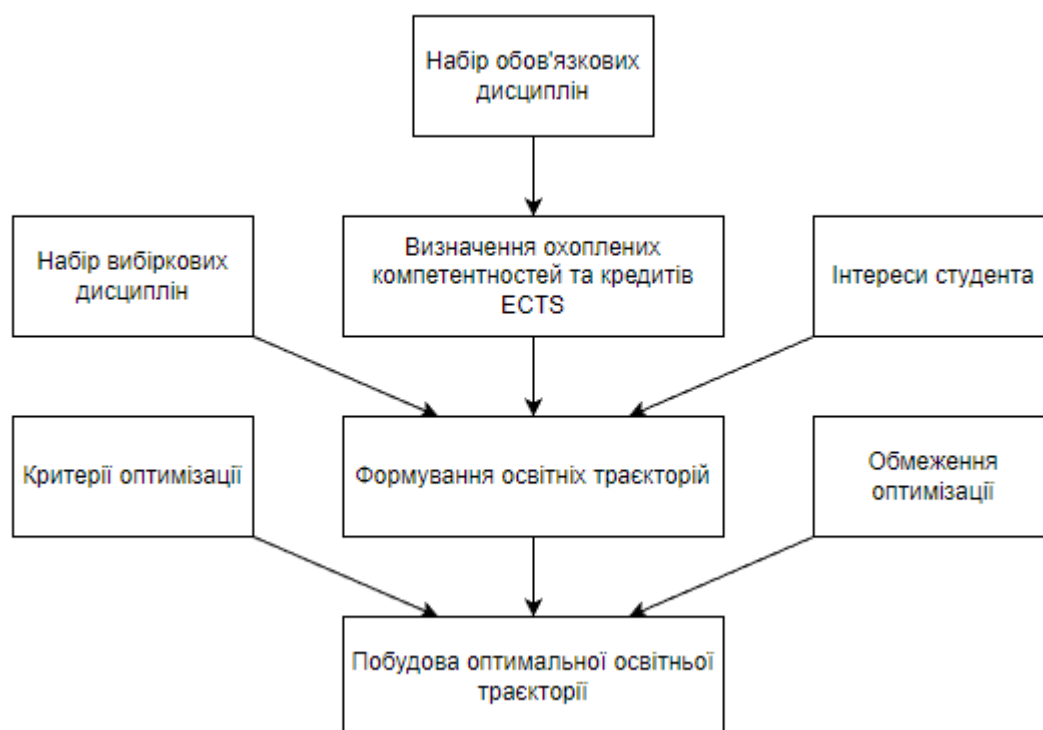 Набір обов'язкових
дисциплін
Набір вибіркових
дисциплін
Визначення охоплених
компетентностей та кредитів
ECTS
Інтереси студента
Критерії оптимізації
Формування освітніх траєкторій
Обмеження
оптимізації
Побудова оптимальної освітньої
траєкторії